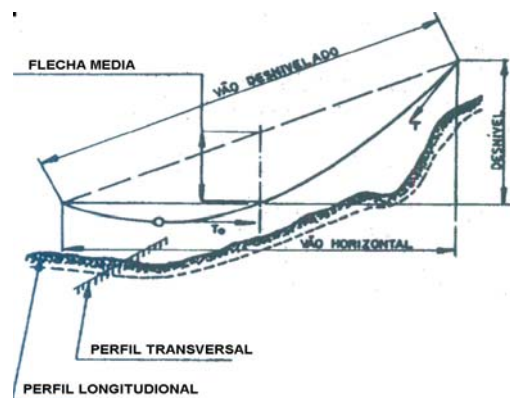 FLECHA MEDIA
VÃO DESNIVELADO
T
DESNÍVEL
To
VÃO HORIZONTAL
PERFIL TRANSVERSAL
PERFIL LONGITUDIONAL